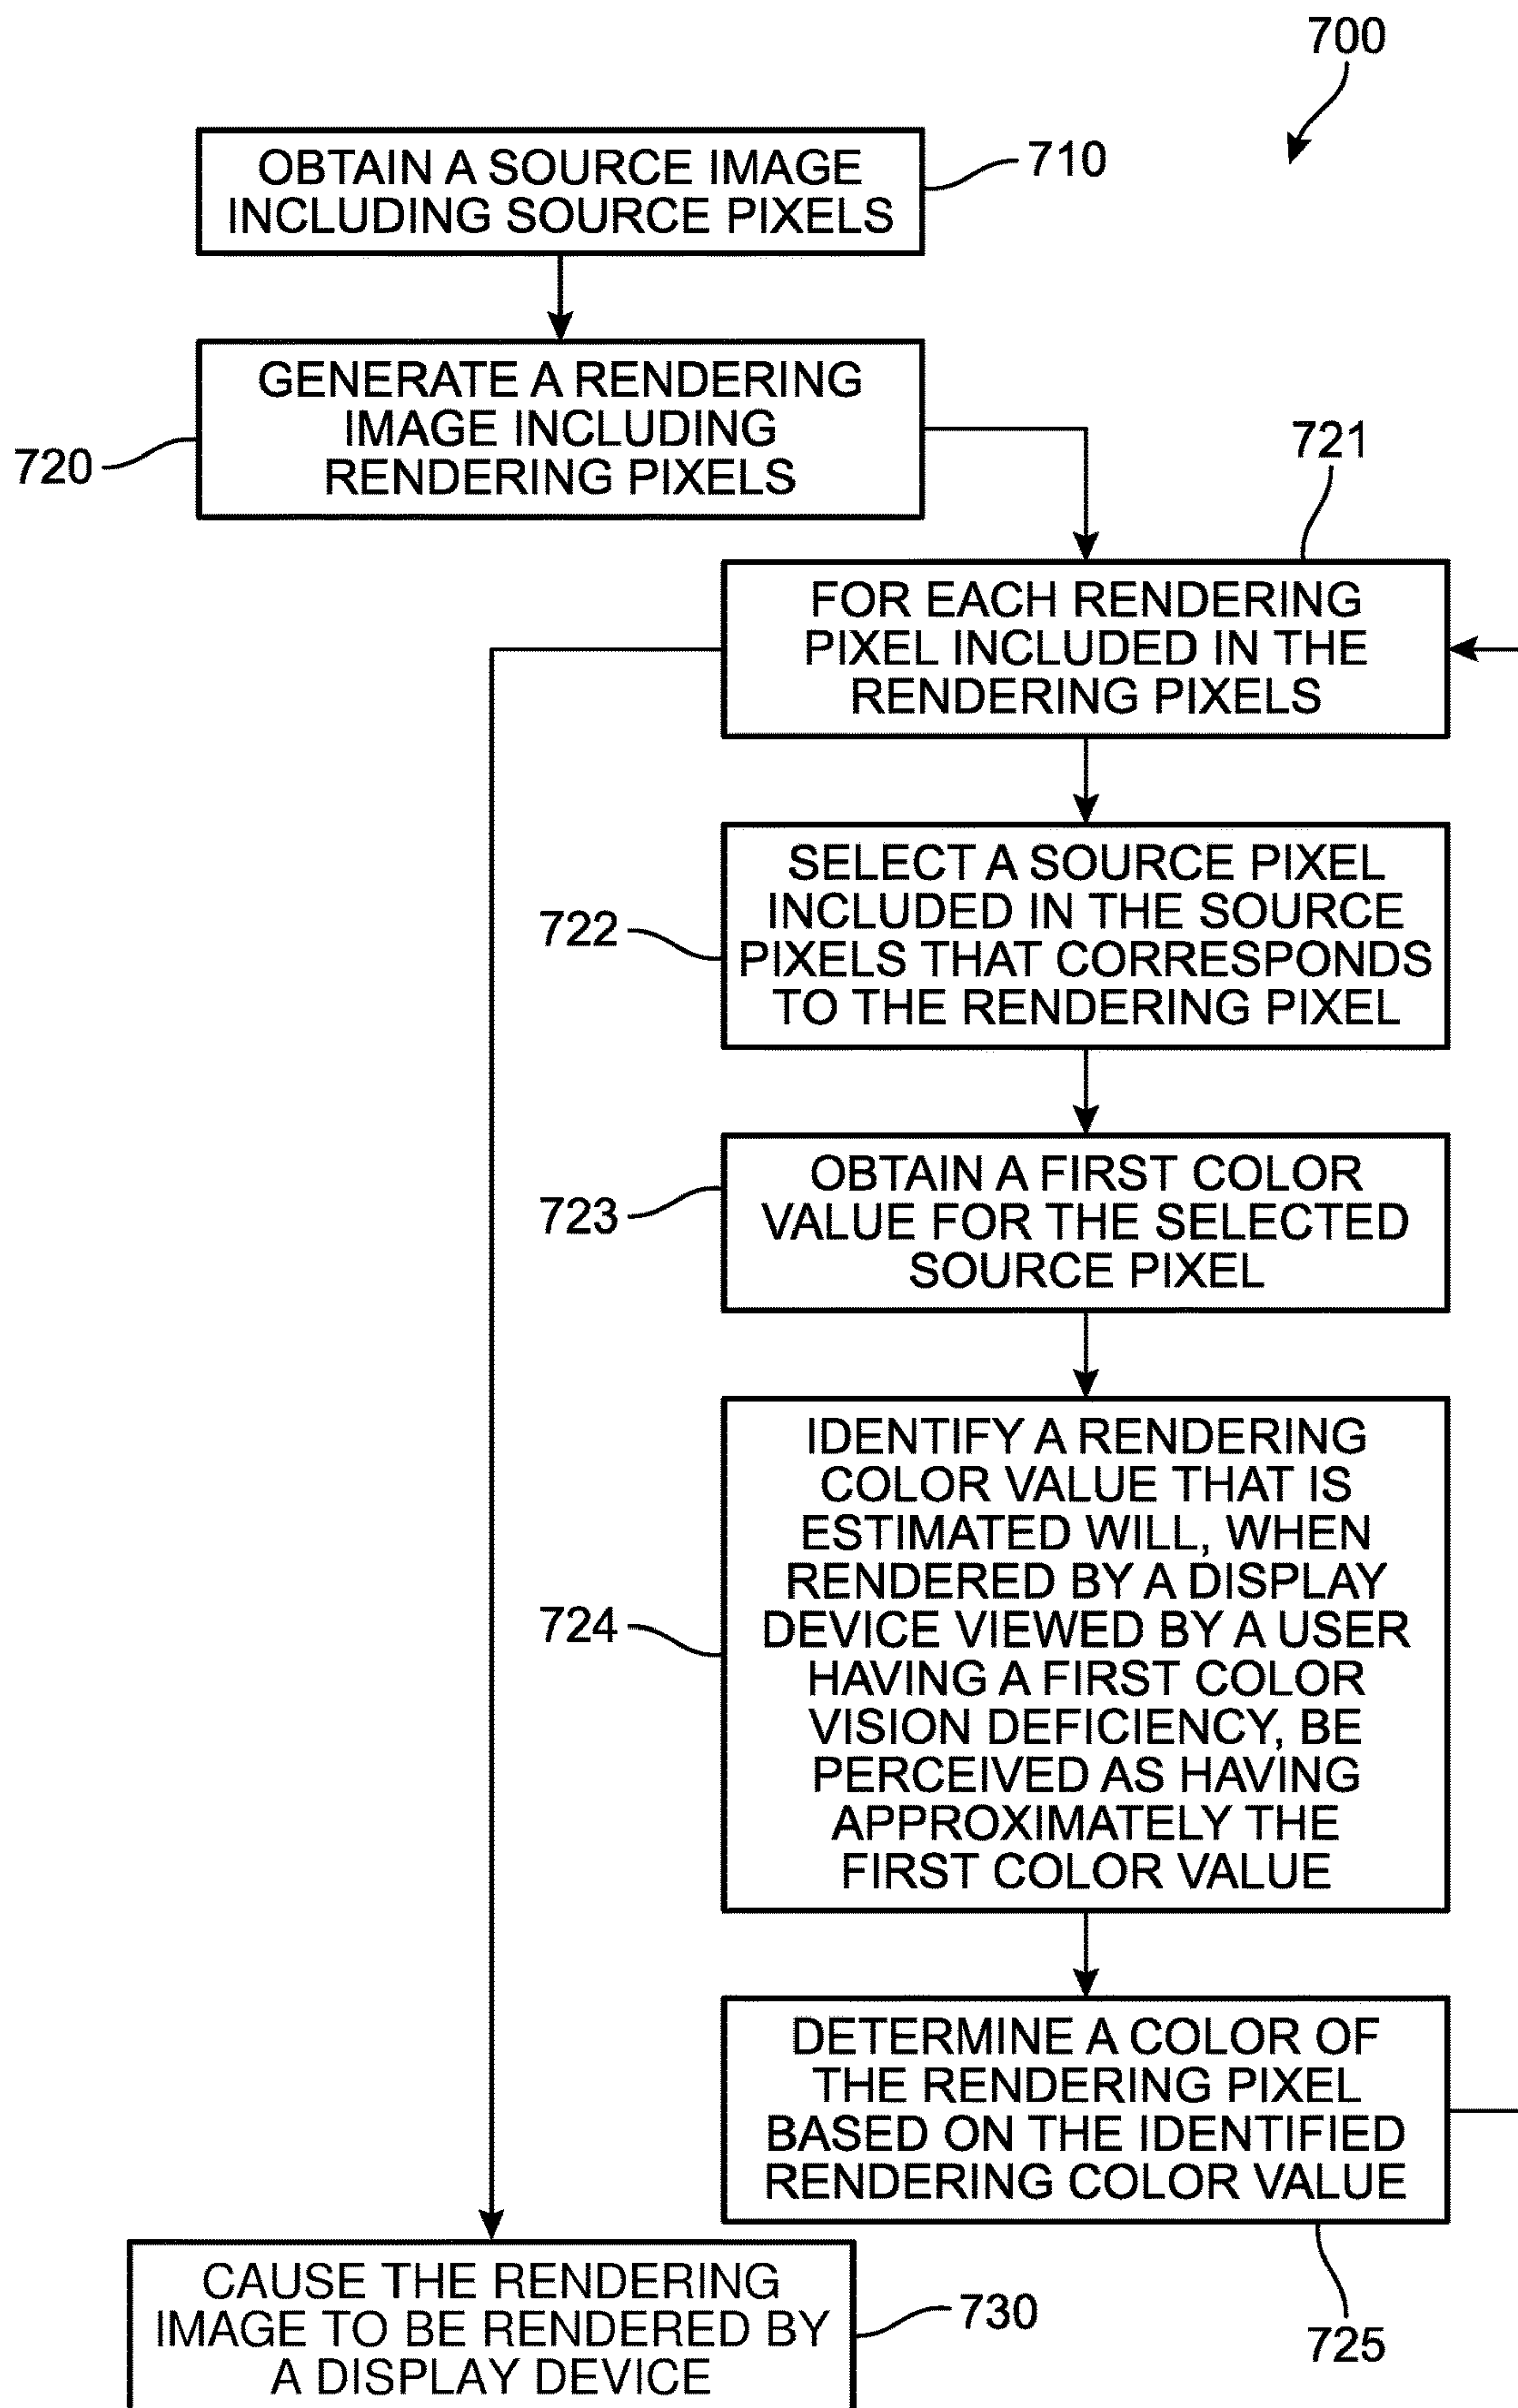 700
OBTAIN A SOURCE IMAGE
INCLUDING SOURCE PIXELS
710
GENERATE A RENDERING
IMAGE INCLUDING
RENDERING PIXELS
720
721
FOR EACH RENDERING
PIXEL INCLUDED IN THE
RENDERING PIXELS
SELECT A SOURCE PIXEL
INCLUDED IN THE SOURCE
PIXELS THAT CORRESPONDS
TO THE RENDERING PIXEL
722
OBTAIN A FIRST COLOR
VALUE FOR THE SELECTED
SOURCE PIXEL
723
IDENTIFY A RENDERING
COLOR VALUE THAT IS
ESTIMATED WILL, WHEN
RENDERED BY A DISPLAY
DEVICE VIEWED BY A USER
HAVING A FIRST COLOR
VISION DEFICIENCY, BE
PERCEIVED AS HAVING
APPROXIMATELY THE
FIRST COLOR VALUE
724
DETERMINE A COLOR OF
THE RENDERING PIXEL
BASED ON THE IDENTIFIED
RENDERING COLOR VALUE
725
CAUSE THE RENDERING
IMAGE TO BE RENDERED BY
A DISPLAY DEVICE
730